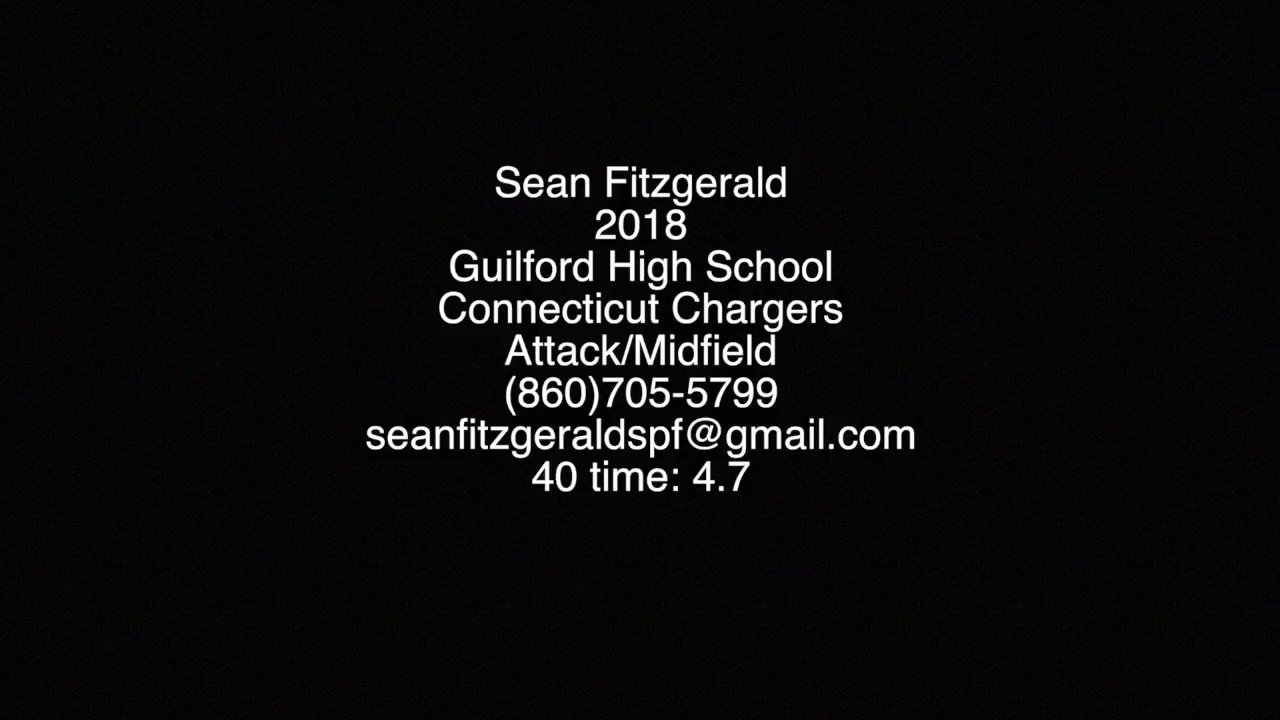 Sean Fitzgerald
2018
Guilford High School
Connecticut Chargers
Attack/Midfield
(860)705-5799
seanfitzgeraldspf@gmail.com
40 time: 4.7